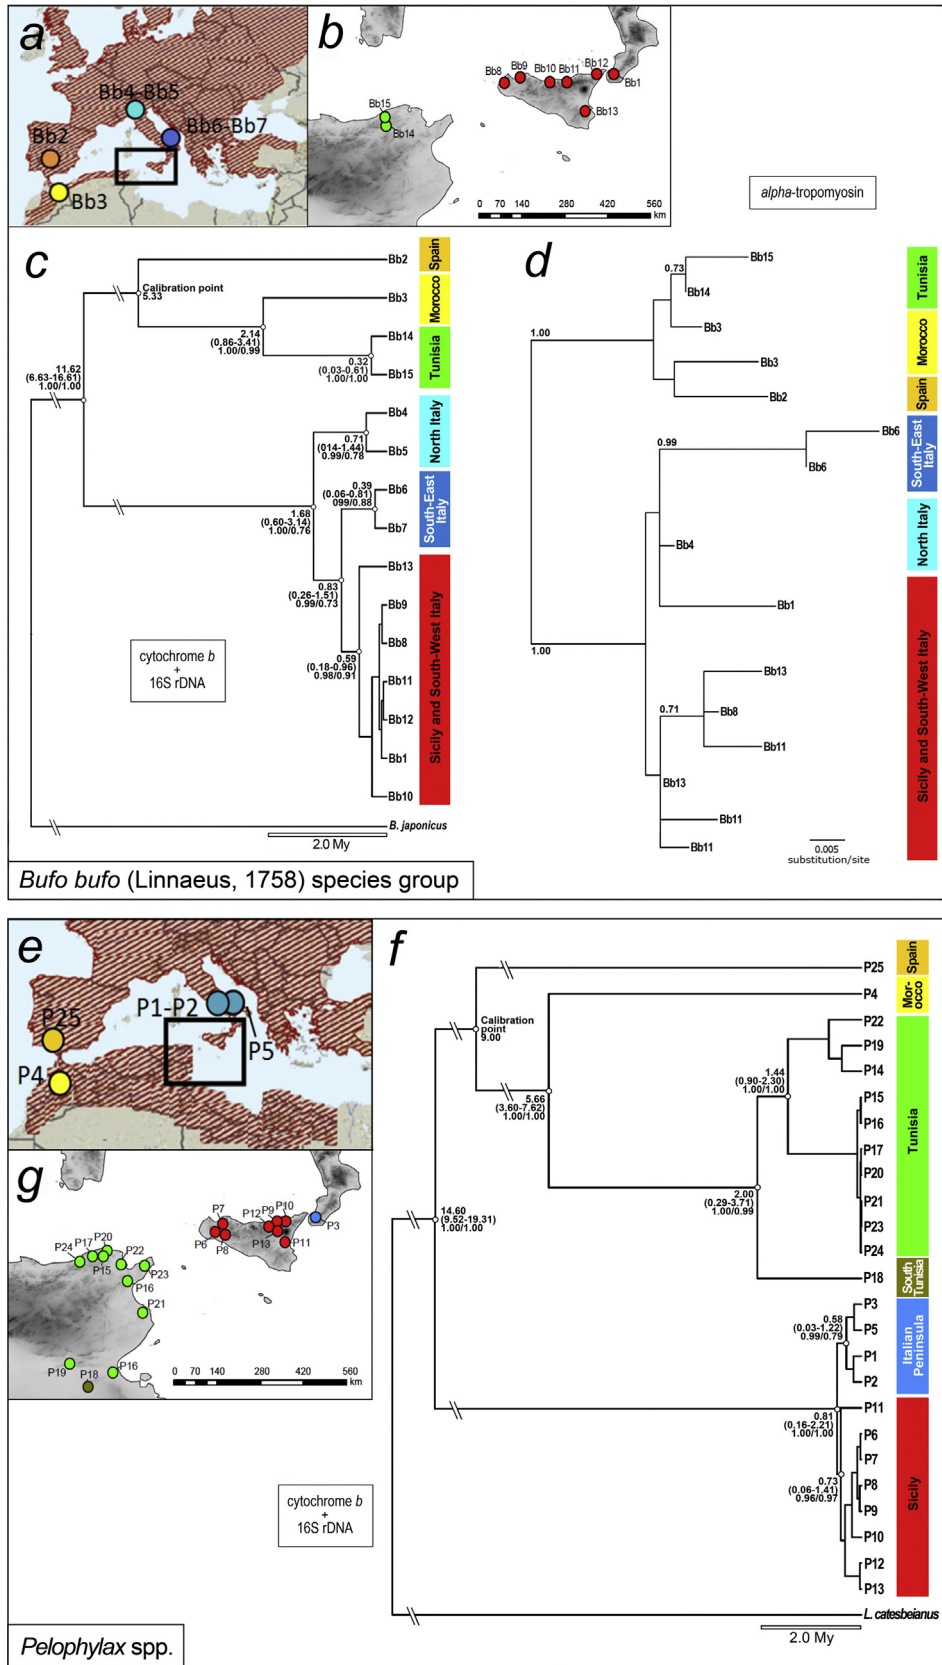 a
Bb4-Bb5
Bb2
Bb6-Bb7
Bb3
b
Bb8
Bb9
Bb10
Bb11
Bb12
Bb1
Bb13
Bb15
Bb14
0 70 140 280 420 560
km
alpha-tropomyosin
c
Calibration point
5.33
2.14
(0.86-3.41)
1.00/0.99
0.32
(0.03-0.61)
1.00/1.00
11.62
(6.63-16.61)
1.00/1.00
0.71
(014-1.44)
0.99/0.78
0.39
(0.06-0.81)
099/0.88
1.68
(0.60-3.14)
1.00/0.76
0.83
(0.26-1.51)
0.99/0.73
0.59
(0.18-0.96)
0.98/0.91
Bb2
Bb3
Bb14
Bb15
Bb4
Bb5
Bb6
Bb7
Bb13
Bb9
Bb8
Bb11
Bb12
Bb1
Bb10
B. japonicus
Spain
Morocco
Tunisia
North Italy
South-East
Italy
Sicily and South-West Italy
cytochrome b
+
16S rDNA
2.0 My
d
0.73
1.00
0.99
1.00
0.71
Bb15
Bb14
Bb3
Bb3
Bb2
Bb6
Bb6
Bb4
Bb1
Bb13
Bb8
Bb11
Bb13
Bb11
Bb11
Tunisia
Morocco
Spain
South-East
Italy
North Italy
Sicily and South-West Italy
0.005
substitution/site
Bufo bufo (Linnaeus, 1758) species group
e
P1-P2
P25
P5
P4
g
P7
P12
P9
P10
P3
P6
P8
P13
P11
P24
P17
P20
P15
P22
P23
P16
P21
P19
P18
P16
0 70 140 280 420 560
km
f
Calibration
point
9.00
5.66
(3.60-7.62)
1.00/1.00
1.44
(0.90-2.30)
1.00/1.00
2.00
(0.29-3.71)
1.00/0.99
14.60
(9.52-19.31)
1.00/1.00
0.58
(0.03-1.22)
0.99/0.79
0.81
(0.16-2.21)
1.00/1.00
0.73
(0.06-1.41)
0.96/0.97
P25
P4
P22
P19
P14
P15
P16
P17
P20
P21
P23
P24
P18
P3
P5
P1
P2
P11
P6
P7
P8
P9
P10
P12
P13
L. catesbeianus
Spain
Mor-
occo
Tunisia
South
Tunisia
Italian
Peninsula
Sicily
cytochrome b
+
16S rDNA
2.0 My
Pelophylax spp.